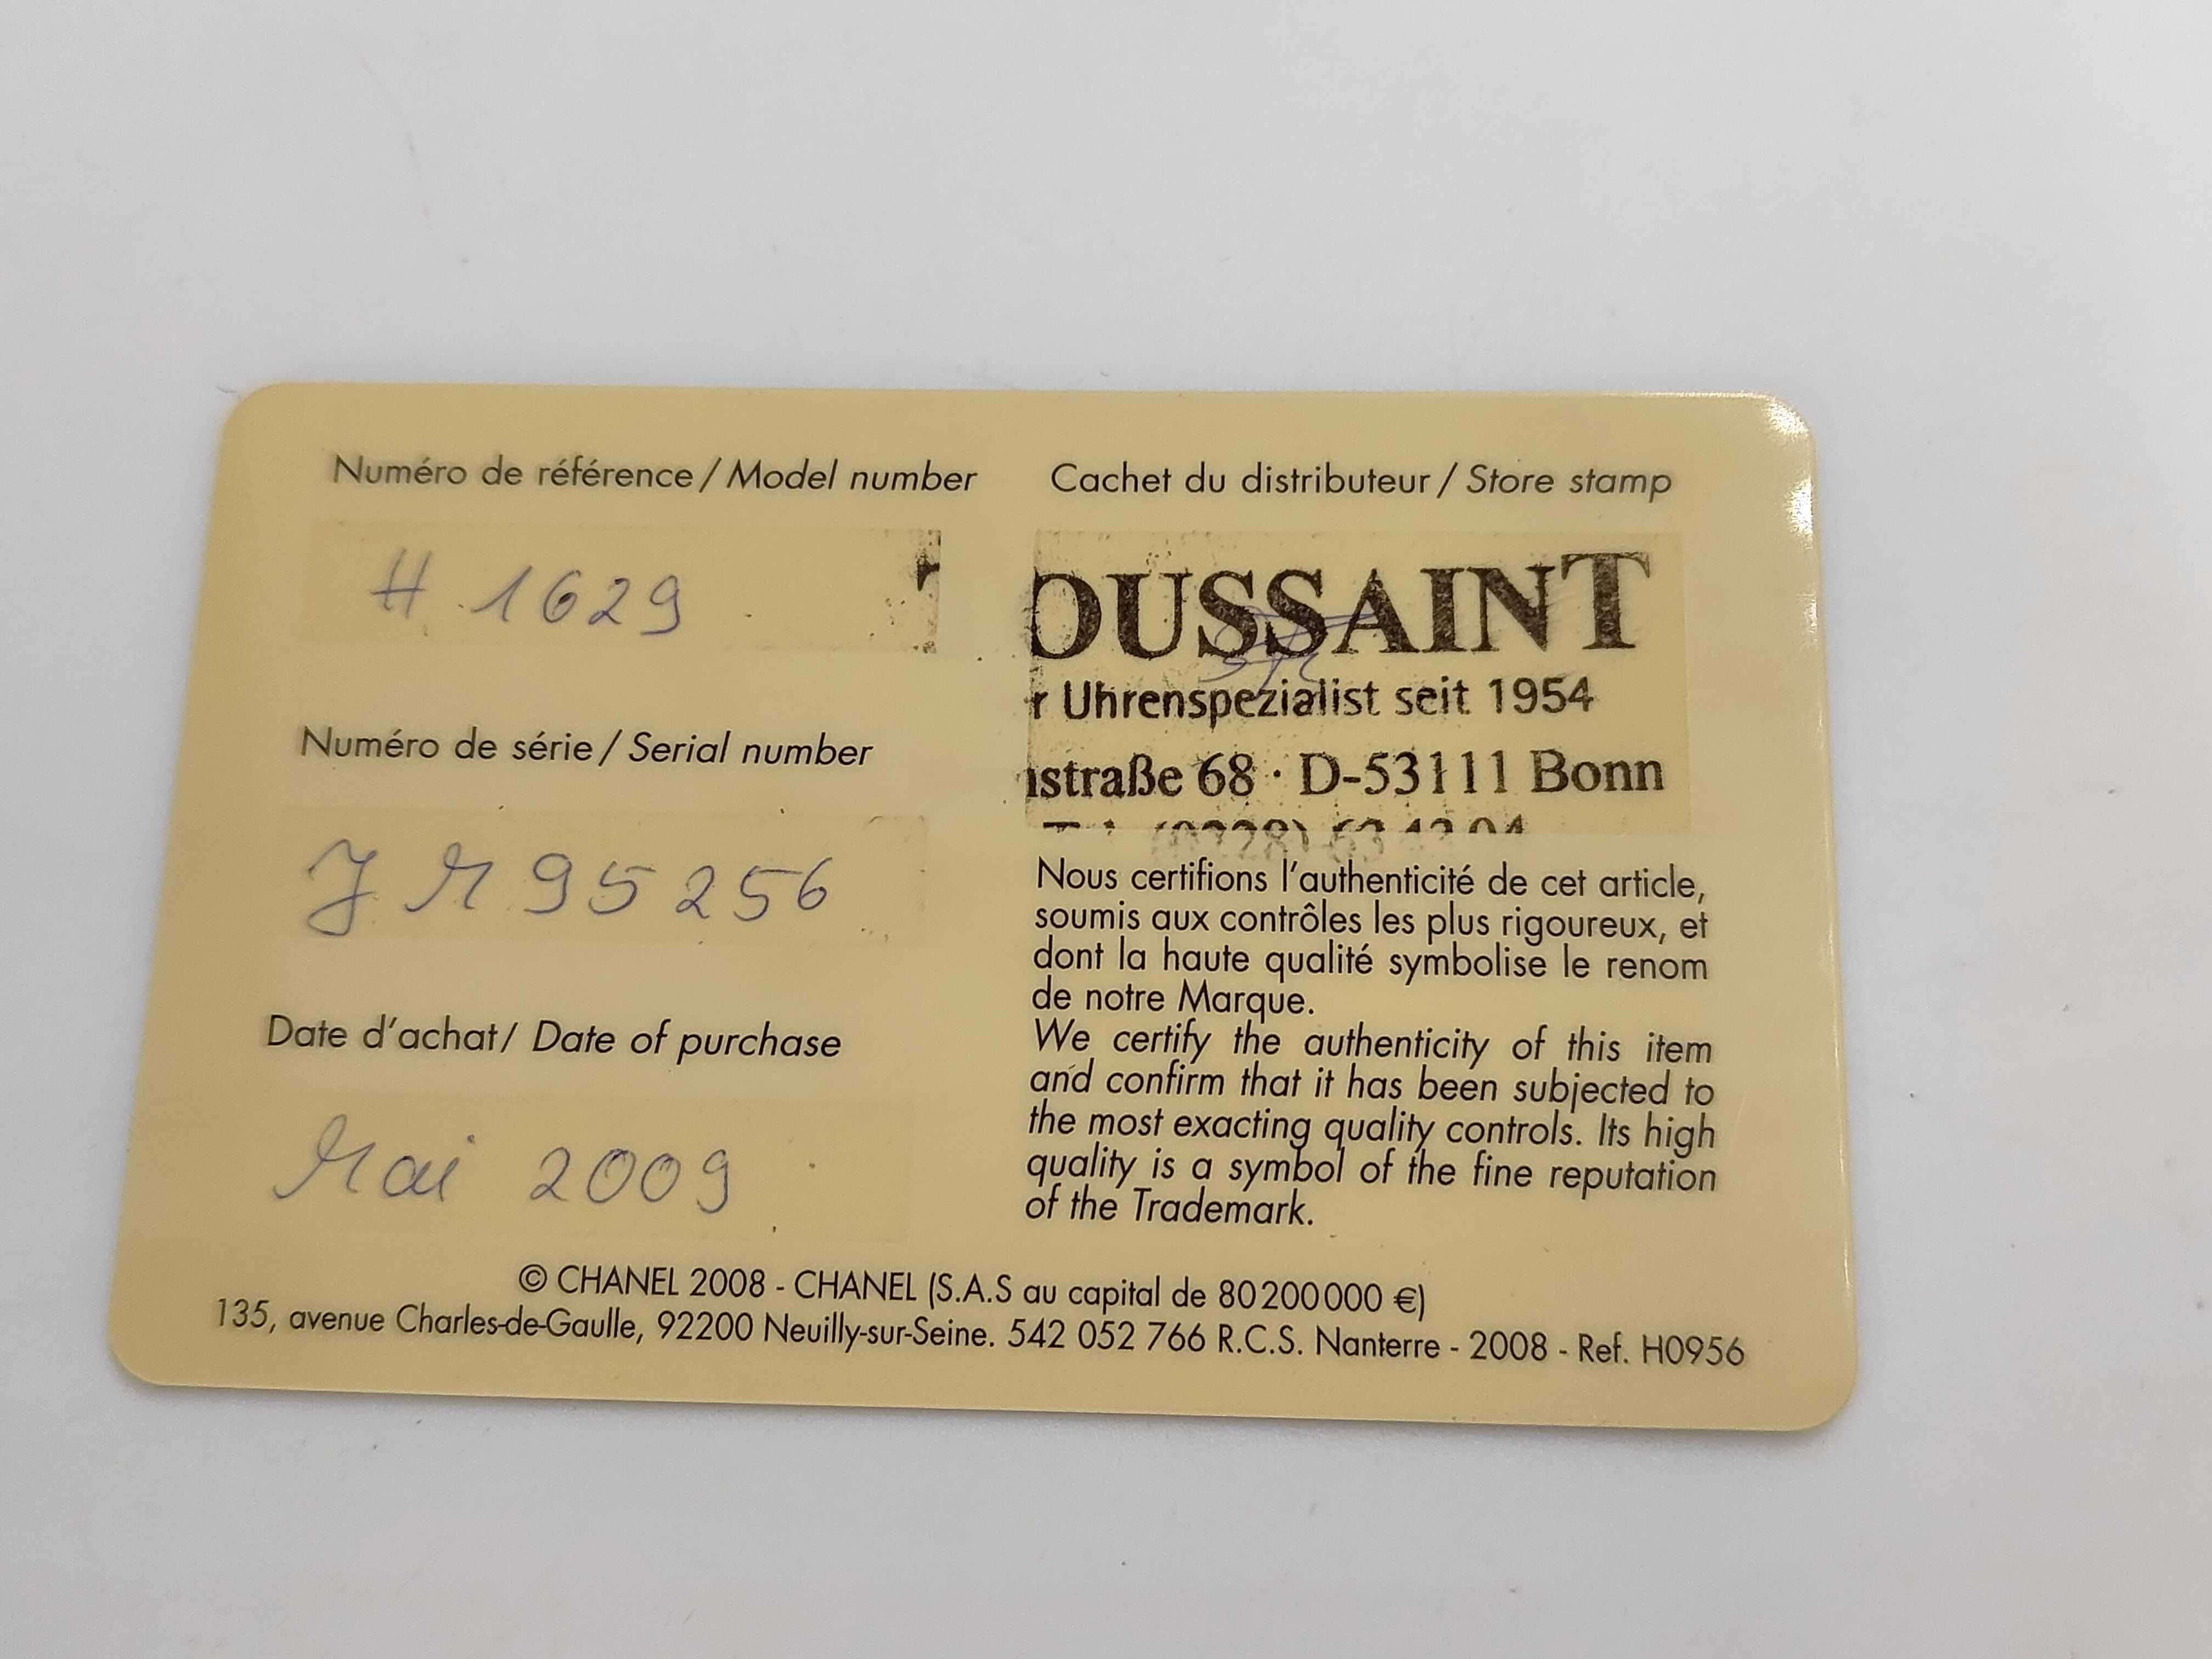 Numéro de référence / Model number
H 1629
Numéro de série / Serial number
J M 95256
Date d'achat / Date of purchase
Mai 2009
Cachet du distributeur / Store stamp
OUSSAINT
r Uhrenspezialist seit 1954
nstraße 68 · D-53111 Bonn
Nous certifions l'authenticité de cet article,
soumis aux contrôles les plus rigoureux, et
dont la haute qualité symbolise le renom
de notre Marque.
We certify the authenticity of this item
and confirm that it has been subjected to
the most exacting quality controls. Its high
quality is a symbol of the fine reputation
of the Trademark.
© CHANEL 2008 - CHANEL (S.A.S au capital de 80 200 000 €)
135, avenue Charles-de-Gaulle, 92200 Neuilly-sur-Seine. 542 052 766 R.C.S. Nanterre - 2008 - Ref. H0956